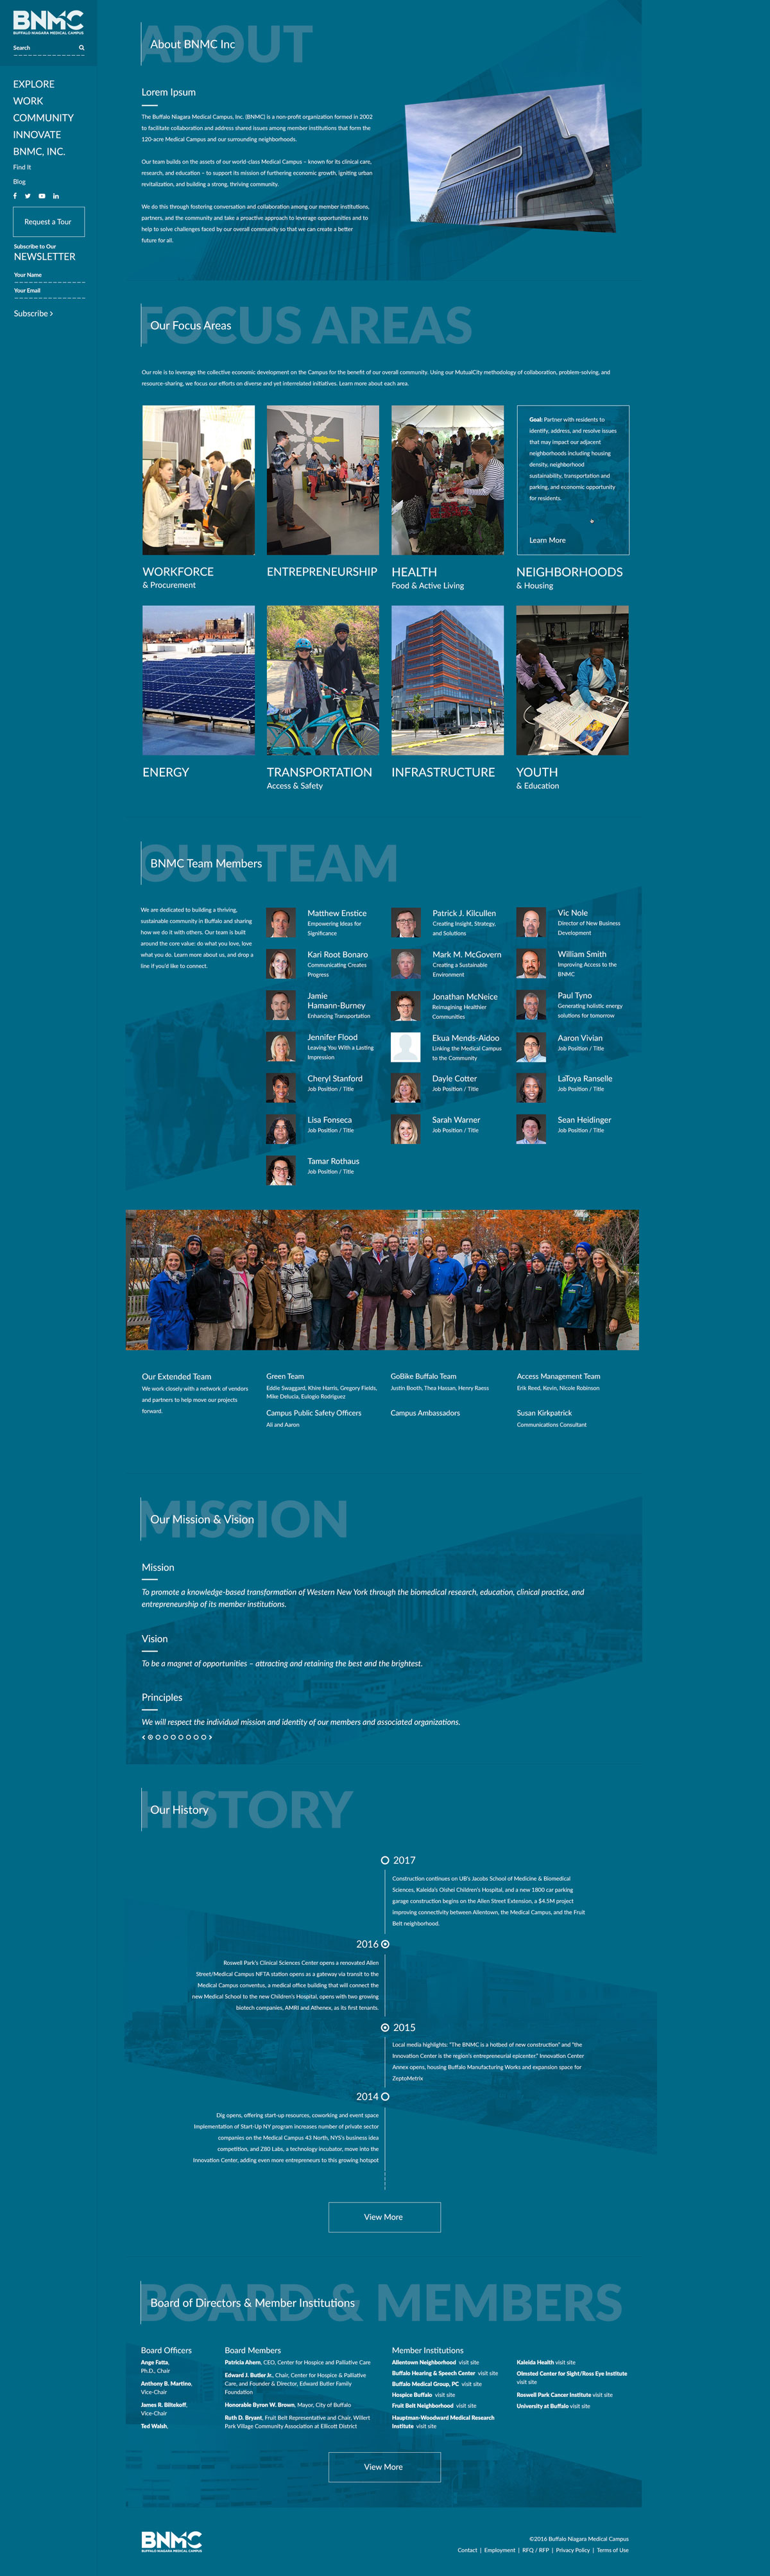 BNMC
BUFFALO NIAGARA MEDICAL CAMPUS
Search
EXPLORE
WORK
COMMUNITY
INNOVATE
BNMC, INC.
Find It
Blog
Request a Tour
Subscribe to Our
NEWSLETTER
Your Name
Your Email
Subscribe >
ABOUT
About BNMC Inc
Lorem Ipsum
The Buffalo Niagara Medical Campus, Inc. (BNMC) is a non-profit organization formed in 2002
to facilitate collaboration and address shared issues among member institutions that form the
120-acre Medical Campus and our surrounding neighborhoods.
Our team builds on the assets of our world-class Medical Campus – known for its clinical care,
research, and education – to support its mission of furthering economic growth, igniting urban
revitalization, and building a strong, thriving community.
We do this through fostering conversation and collaboration among our member institutions,
partners, and the community and take a proactive approach to leverage opportunities and to
help to solve challenges faced by our overall community so that we can create a better
future for all.
FOCUS AREAS
Our Focus Areas
Our role is to leverage the collective economic development on the Campus for the benefit of our overall community. Using our MutualCity methodology of collaboration, problem-solving, and
resource-sharing, we focus our efforts on diverse and yet interrelated initiatives. Learn more about each area.
Goal: Partner with residents to
identify, address, and resolve issues
that may impact our adjacent
neighborhoods including housing
density, neighborhood
sustainability, transportation and
parking, and economic opportunity
for residents.
Learn More
WORKFORCE
& Procurement
ENTREPRENEURSHIP
HEALTH
Food & Active Living
NEIGHBORHOODS
& Housing
ENERGY
TRANSPORTATION
Access & Safety
INFRASTRUCTURE
YOUTH
& Education
OUR TEAM
BNMC Team Members
We are dedicated to building a thriving,
sustainable community in Buffalo and sharing
how we do it with others. Our team is built
around the core value: do what you love, love
what you do. Learn more about us, and drop a
line if you'd like to connect.
Matthew Enstice
Empowering Ideas for
Significance
Patrick J. Kilcullen
Creating Insight, Strategy,
and Solutions
Vic Nole
Director of New Business
Development
Kari Root Bonaro
Communicating Creates
Progress
Mark M. McGovern
Creating a Sustainable
Environment
William Smith
Improving Access to the
BNMC
Jamie
Hamann-Burney
Enhancing Transportation
Jonathan McNeice
Reimagining Healthier
Communities
Paul Tyno
Generating holistic energy
solutions for tomorrow
Jennifer Flood
Leaving You With a Lasting
Impression
Ekua Mends-Aidoo
Linking the Medical Campus
to the Community
Aaron Vivian
Job Position / Title
Cheryl Stanford
Job Position / Title
Dayle Cotter
Job Position / Title
LaToya Ranselle
Job Position / Title
Lisa Fonseca
Job Position / Title
Sarah Warner
Job Position / Title
Sean Heidinger
Job Position / Title
Tamar Rothaus
Job Position / Title
Our Extended Team
We work closely with a network of vendors
and partners to help move our projects
forward.
Green Team
Eddie Swaggard, Khire Harris, Gregory Fields,
Mike Delucia, Eulogio Rodriguez
GoBike Buffalo Team
Justin Booth, Thea Hassan, Henry Raess
Access Management Team
Erik Reed, Kevin, Nicole Robinson
Campus Public Safety Officers
Ali and Aaron
Campus Ambassadors
Susan Kirkpatrick
Communications Consultant
MISSION
Our Mission & Vision
Mission
To promote a knowledge-based transformation of Western New York through the biomedical research, education, clinical practice, and
entrepreneurship of its member institutions.
Vision
To be a magnet of opportunities – attracting and retaining the best and the brightest.
Principles
We will respect the individual mission and identity of our members and associated organizations.
HISTORY
Our History
2017
Construction continues on UB's Jacobs School of Medicine & Biomedical
Sciences, Kaleida's Oishei Children's Hospital, and a new 1800 car parking
garage construction begins on the Allen Street Extension, a $4.5M project
improving connectivity between Allentown, the Medical Campus, and the Fruit
Belt neighborhood.
2016
Roswell Park's Clinical Sciences Center opens a renovated Allen
Street/Medical Campus NFTA station opens as a gateway via transit to the
Medical Campus conventus, a medical office building that will connect the
new Medical School to the new Children's Hospital, opens with two growing
biotech companies, AMRI and Athenex, as its first tenants.
2015
Local media highlights: "The BNMC is a hotbed of new construction" and "the
Innovation Center is the region's entrepreneurial epicenter." Innovation Center
Annex opens, housing Buffalo Manufacturing Works and expansion space for
ZeptoMetrix
2014
Dig opens, offering start-up resources, coworking and event space
Implementation of Start-Up NY program increases number of private sector
companies on the Medical Campus 43 North, NYS's business idea
competition, and Z80 Labs, a technology incubator, move into the
Innovation Center, adding even more entrepreneurs to this growing hotspot
View More
BOARD & MEMBERS
Board of Directors & Member Institutions
Board Officers
Ange Fatta,
Ph.D., Chair
Anthony B. Martino,
Vice-Chair
James R. Biltekoff,
Vice-Chair
Ted Walsh,
Board Members
Patricia Ahern, CEO, Center for Hospice and Palliative Care
Edward J. Butler Jr., Chair, Center for Hospice & Palliative
Care, and Founder & Director, Edward Butler Family
Foundation
Honorable Byron W. Brown, Mayor, City of Buffalo
Ruth D. Bryant, Fruit Belt Representative and Chair, Willert
Park Village Community Association at Ellicott District
Member Institutions
Allentown Neighborhood visit site
Buffalo Hearing & Speech Center visit site
Buffalo Medical Group, PC visit site
Hospice Buffalo visit site
Fruit Belt Neighborhood visit site
Hauptman-Woodward Medical Research
Institute visit site
Kaleida Health visit site
Olmsted Center for Sight/Ross Eye Institute
visit site
Roswell Park Cancer Institute visit site
University at Buffalo visit site
View More
BNMC
BUFFALO NIAGARA MEDICAL CAMPUS
©2016 Buffalo Niagara Medical Campus
Contact | Employment | RFQ / RFP | Privacy Policy | Terms of Use